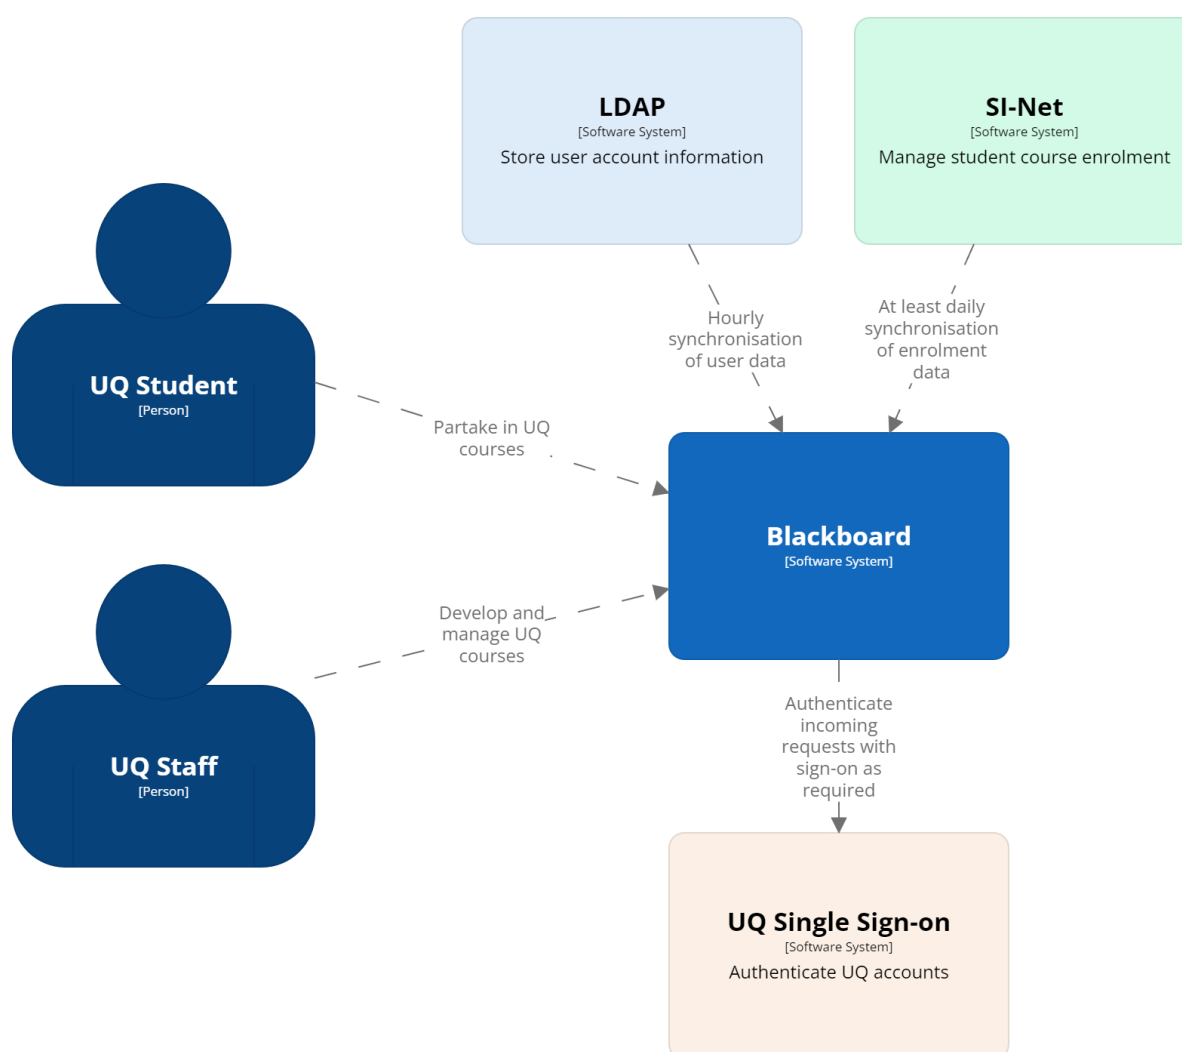 LDAP
[Software System]
Store user account information
SI-Net
[Software System]
Manage student course enrolment
Hourly
synchronisation
of user data
At least daily
synchronisation
of enrolment
data
UQ Student
[Person]
Partake in UQ
courses
Blackboard
[Software System]
Develop and
manage UQ
courses
UQ Staff
[Person]
Authenticate
incoming
requests with
sign-on as
required
UQ Single Sign-on
[Software System]
Authenticate UQ accounts